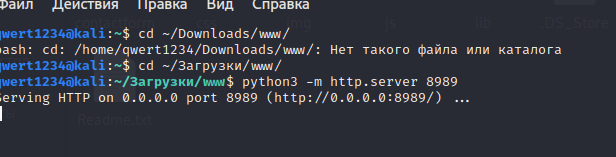 Файл Действия Правка Вид Справка
qwert1234@kali:~$ cd ~/Downloads/www/
bash: cd: /home/qwert1234/Downloads/www/: Нет такого файла или каталога
qwert1234@kali:~$ cd ~/Загрузки/www/
qwert1234@kali:~/Загрузки/www$ python3 -m http.server 8989
Serving HTTP on 0.0.0.0 port 8989 (http://0.0.0.0:8989/) ...
Readme.txt